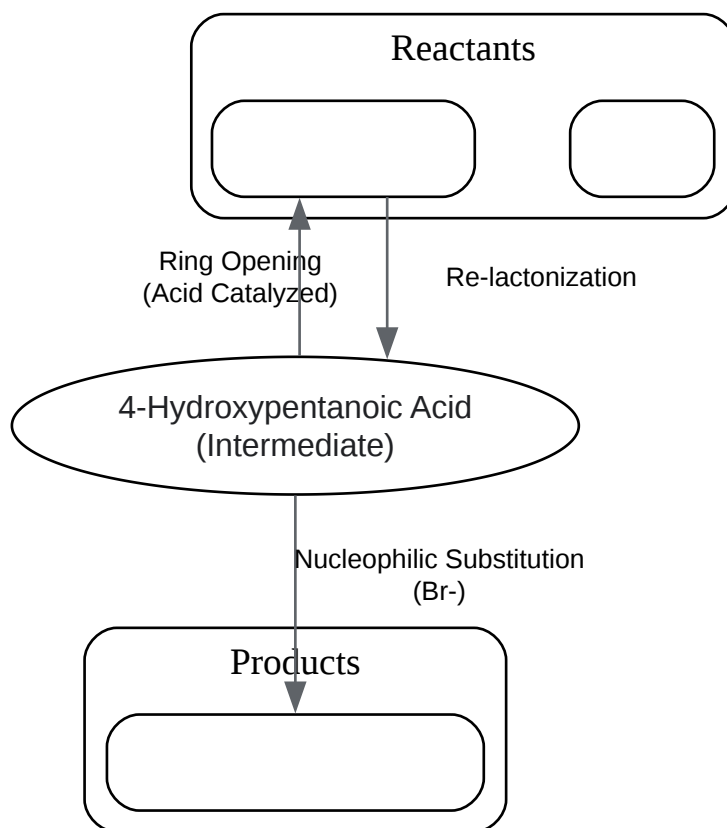 Reactants
Ring Opening
(Acid Catalyzed)
Re-lactonization
4-Hydroxypentanoic Acid
(Intermediate)
Nucleophilic Substitution
(Br-)
Products